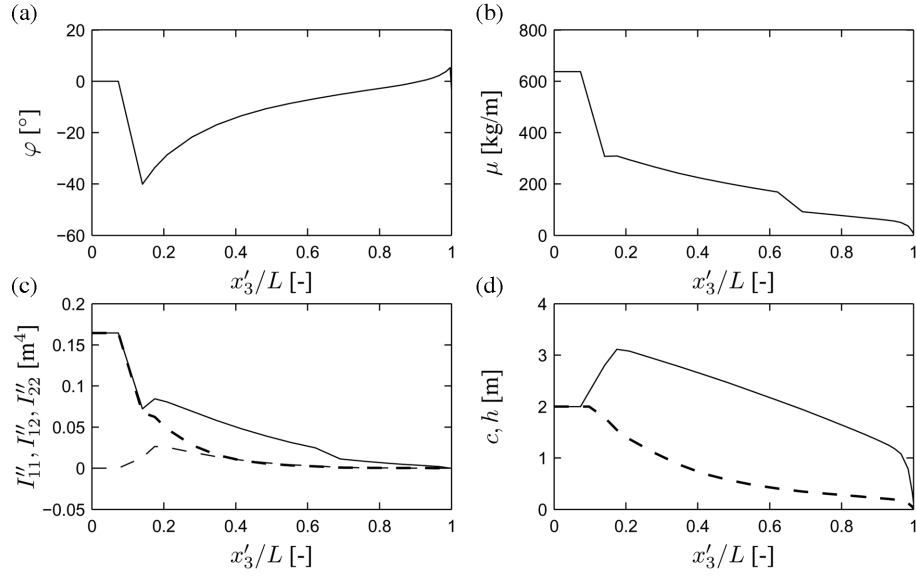 (a)
20
0
−20
−40
−60
φ [°]
0 0.2 0.4 0.6 0.8 1
x′₃/L [-]
(b)
800
600
400
200
0
μ [kg/m]
0 0.2 0.4 0.6 0.8 1
x′₃/L [-]
(c)
0.2
0.15
0.1
0.05
0
−0.05
I″₁₁, I″₁₂, I″₂₂ [m⁴]
0 0.2 0.4 0.6 0.8 1
x′₃/L [-]
(d)
4
3
2
1
0
c, h [m]
0 0.2 0.4 0.6 0.8 1
x′₃/L [-]